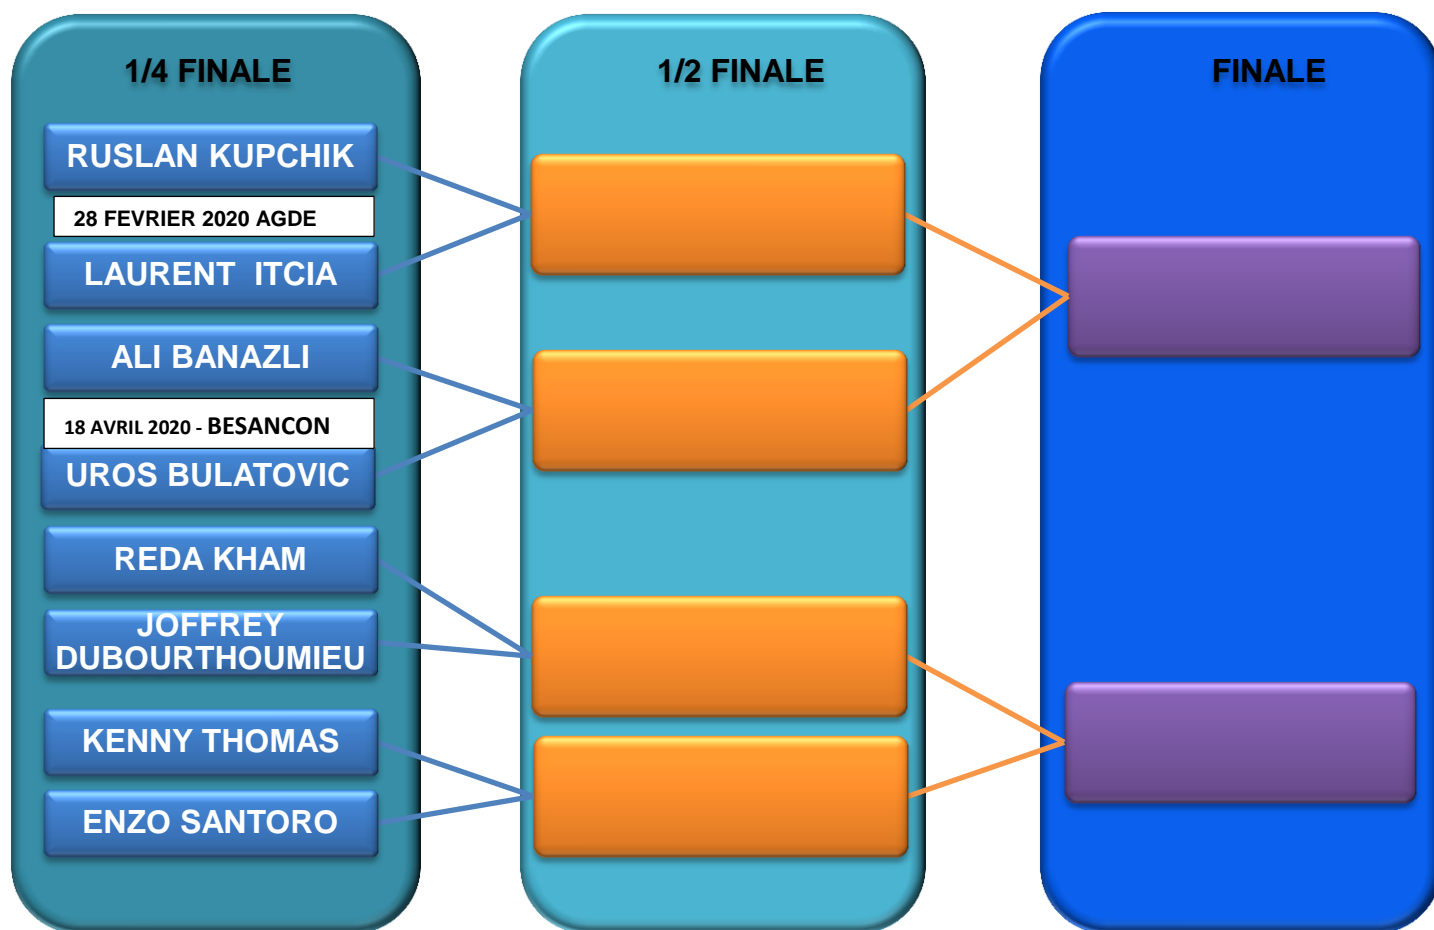 1/4 FINALE
RUSLAN KUPCHIK
28 FEVRIER 2020 AGDE
LAURENT ITCIA
ALI BANAZLI
18 AVRIL 2020 - BESANCON
UROS BULATOVIC
REDA KHAM
JOFFREY
DUBOURTHOUMIEU
KENNY THOMAS
ENZO SANTORO
1/2 FINALE
FINALE